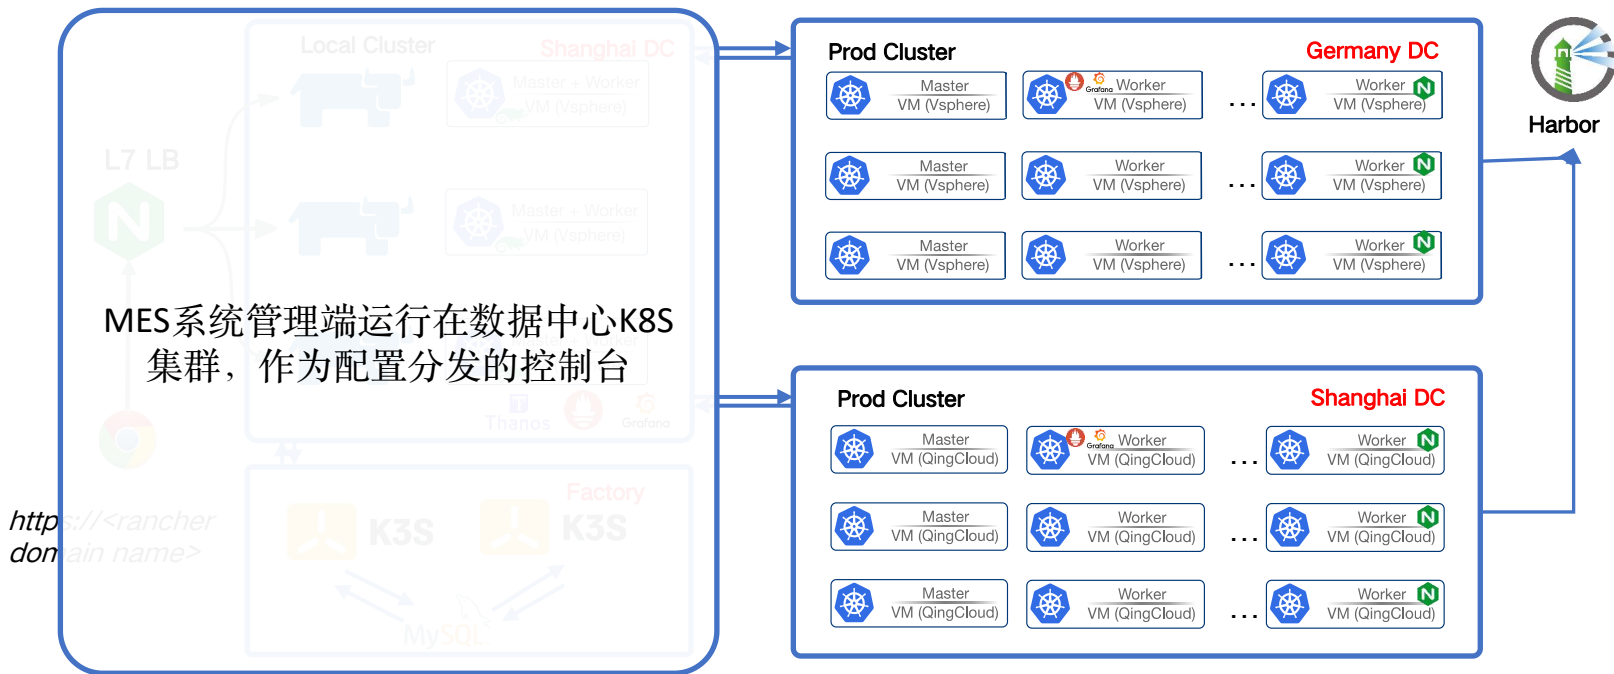 Local Cluster
Shanghai DC
Master + Worker
VM (Vsphere)
L7 LB
Master + Worker
VM (Vsphere)
MES系统管理端运行在数据中心K8S
集群，作为配置分发的控制台
Thanos
Grafana
Factory
K3S
K3S
MySQL
https://<rancher
domain name>
Prod Cluster
Germany DC
Master
VM (Vsphere)
Grafana
Worker
VM (Vsphere)
...
Worker
VM (Vsphere)
Master
VM (Vsphere)
Worker
VM (Vsphere)
...
Worker
VM (Vsphere)
Master
VM (Vsphere)
Worker
VM (Vsphere)
...
Worker
VM (Vsphere)
Prod Cluster
Shanghai DC
Master
VM (QingCloud)
Grafana
Worker
VM (QingCloud)
...
Worker
VM (QingCloud)
Master
VM (QingCloud)
Worker
VM (QingCloud)
...
Worker
VM (QingCloud)
Master
VM (QingCloud)
Worker
VM (QingCloud)
...
Worker
VM (QingCloud)
Harbor